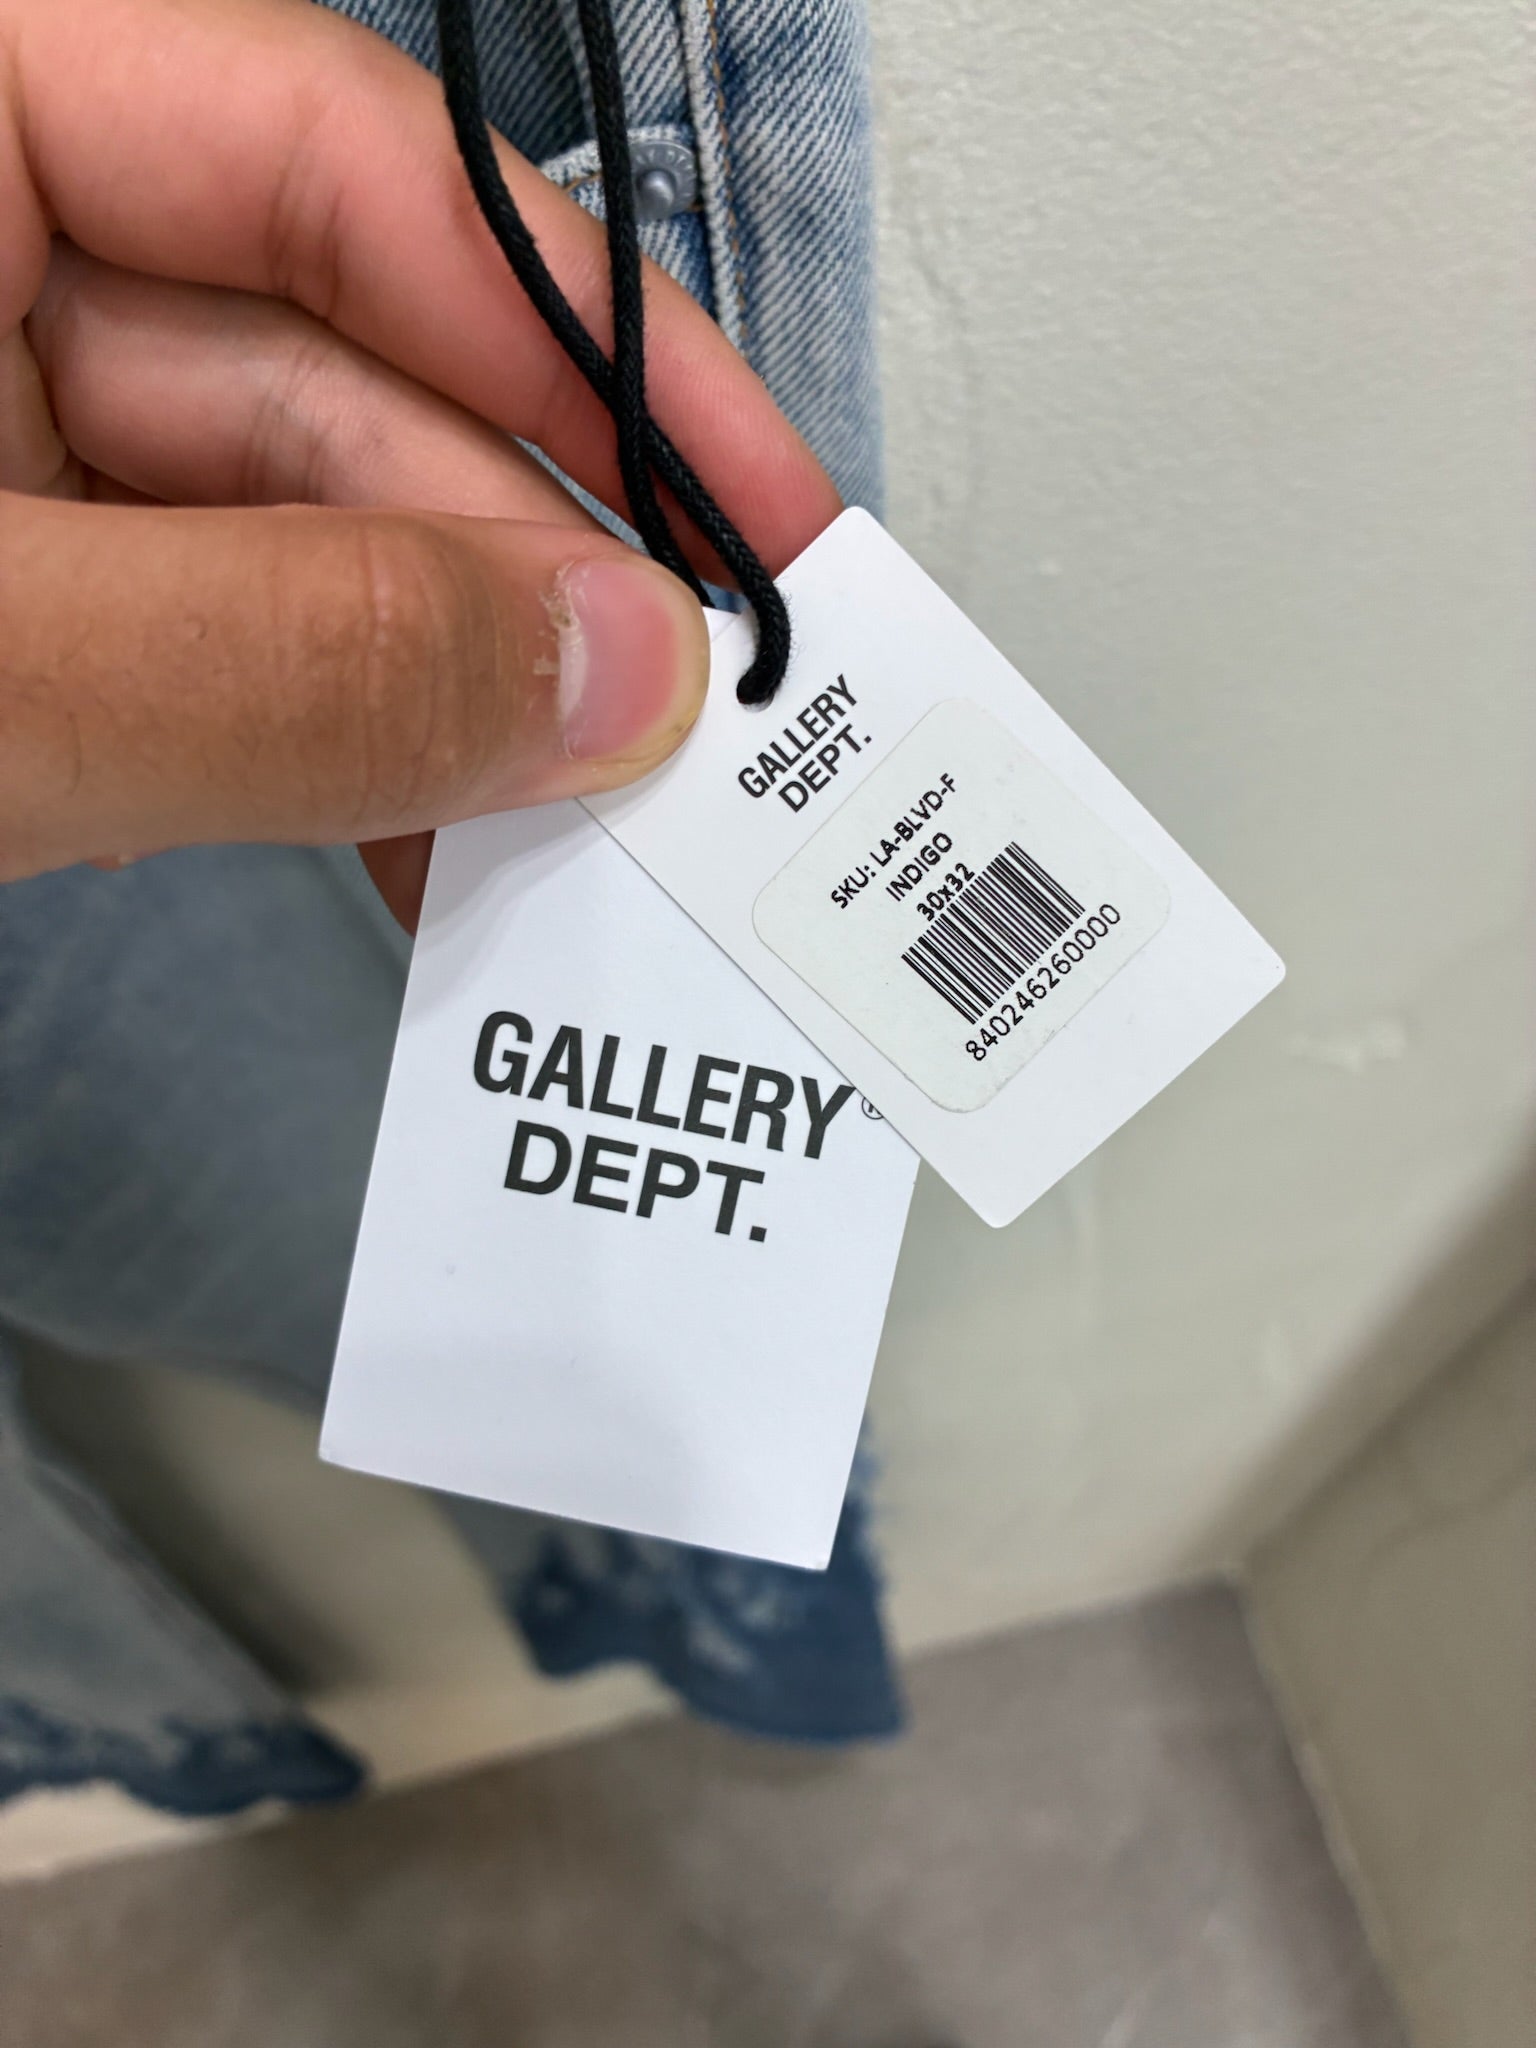 GALLERY
DEPT.
SKU: LA-BLVD-F
INDIGO
30x32
840246260000
GALLERY
DEPT.